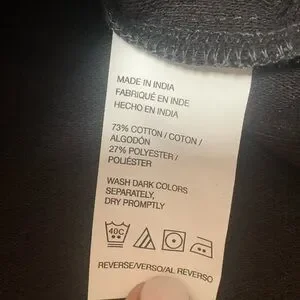 MADE IN INDIA
FABRIQUÉ EN INDE
HECHO EN INDIA
73% COTTON / COTON /
ALGODÓN
27% POLYESTER /
POLIÉSTER
WASH DARK COLORS
SEPARATELY,
DRY PROMPTLY
40C
REVERSE/VERSO/AL REVERSO